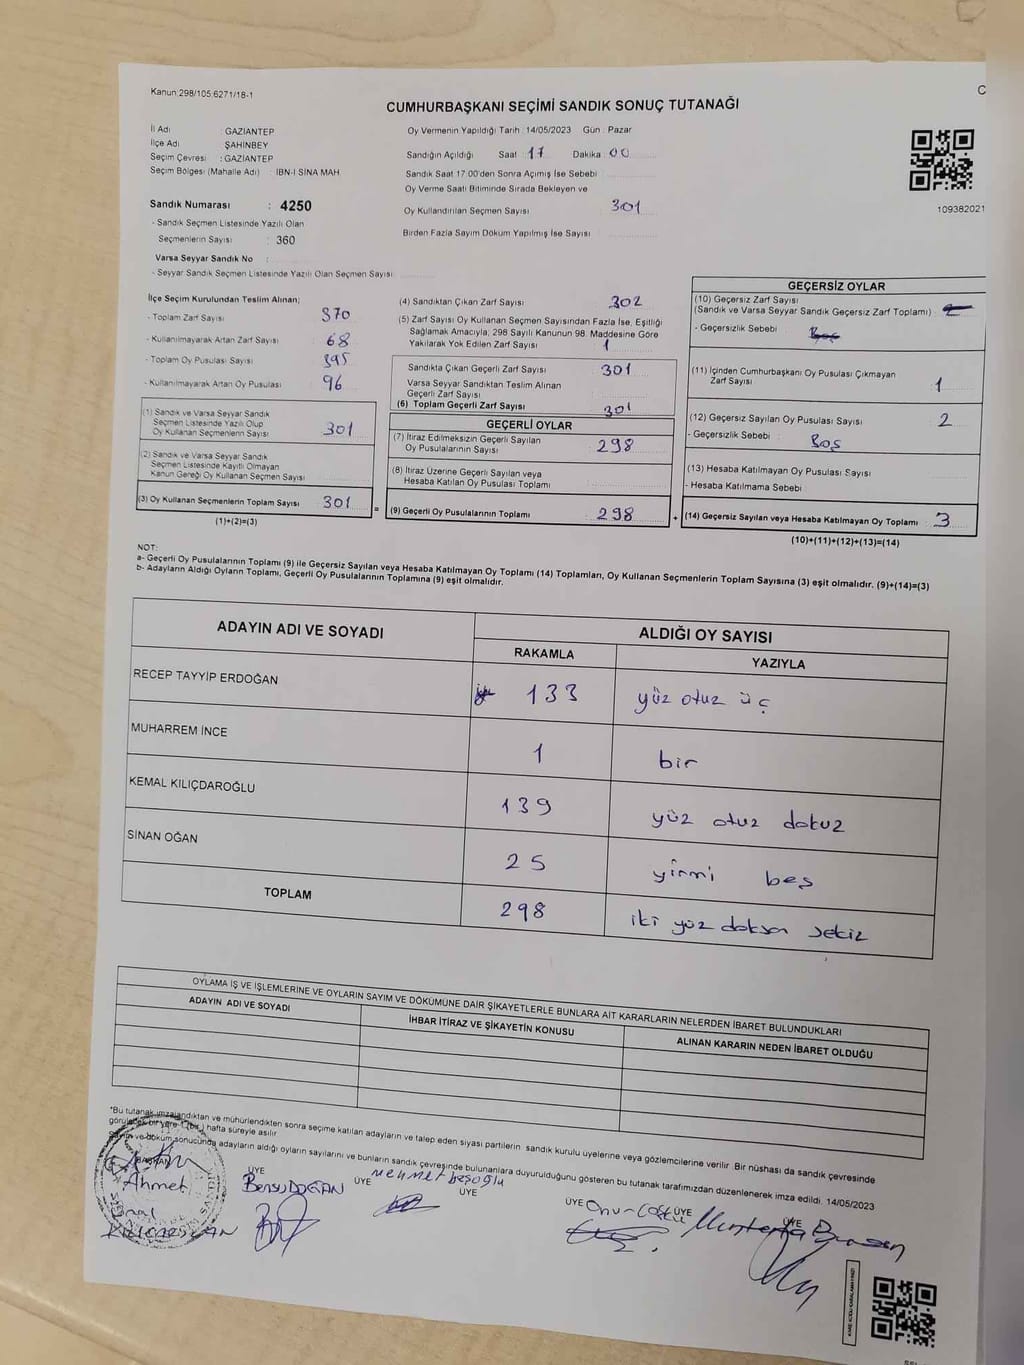 Kanun:298/105.6271/18-1
CUMHURBAŞKANI SEÇİMİ SANDIK SONUÇ TUTANAĞI
İl Adı : GAZİANTEP
İlçe Adı : ŞAHİNBEY
Seçim Çevresi : GAZİANTEP
Seçim Bölgesi (Mahalle Adı) : IBN-I SİNA MAH
Sandık Numarası : 4250
- Sandık Seçmen Listesinde Yazılı Olan
Seçmenlerin Sayısı : 360
Varsa Seyyar Sandık No :
- Seyyar Sandık Seçmen Listesinde Yazılı Olan Seçmen Sayısı
Oy Vermenin Yapıldığı Tarih : 14/05/2023 Gün : Pazar
Sandığın Açıldığı Saat 17 Dakika 00
Sandık Saat 17.00'den Sonra Açımış İse Sebebi
Oy Verme Saati Bitiminde Sırada Bekleyen ve
Oy Kullandırılan Seçmen Sayısı 301
Birden Fazla Sayım Döküm Yapılmış İse Sayısı
109382021
İlçe Seçim Kurulundan Teslim Alınan;
- Toplam Zarf Sayısı 370
- Kullanılmayarak Artan Zarf Sayısı 68
- Toplam Oy Pusulası Sayısı 395
- Kullanılmayarak Artan Oy Pusulası 96
(1) Sandık ve Varsa Seyyar Sandık
Seçmen Listesinde Yazılı Olup
Oy Kullanan Seçmenlerin Sayısı 301
(2) Sandık ve Varsa Seyyar Sandık
Seçmen Listesinde Kayıtlı Olmayan
Kanun Gereği Oy Kullanan Seçmen Sayısı
(3) Oy Kullanan Seçmenlerin Toplam Sayısı 301 =
(1)+(2)=(3)
(4) Sandıktan Çıkan Zarf Sayısı 302
(5) Zarf Sayısı Oy Kullanan Seçmen Sayısından Fazla İse, Eşitliği
Sağlamak Amacıyla; 298 Sayılı Kanunun 98. Maddesine Göre
Yakılarak Yok Edilen Zarf Sayısı 1
Sandıkta Çıkan Geçerli Zarf Sayısı 301
Varsa Seyyar Sandıktan Teslim Alınan
Geçerli Zarf Sayısı
(6) Toplam Geçerli Zarf Sayısı 301
GEÇERLİ OYLAR
(7) İtiraz Edilmeksizin Geçerli Sayılan
Oy Pusulalarının Sayısı 298
(8) İtiraz Üzerine Geçerli Sayılan veya
Hesaba Katılan Oy Pusulası Toplamı
(9) Geçerli Oy Pusulalarının Toplamı 298 +
GEÇERSİZ OYLAR
(10) Geçersiz Zarf Sayısı
(Sandık ve Varsa Seyyar Sandık Geçersiz Zarf Toplamı) :
- Geçersizlik Sebebi :
(11) İçinden Cumhurbaşkanı Oy Pusulası Çıkmayan
Zarf Sayısı 1
(12) Geçersiz Sayılan Oy Pusulası Sayısı 2
- Geçersizlik Sebebi : Boş
(13) Hesaba Katılmayan Oy Pusulası Sayısı
- Hesaba Katılmama Sebebi
(14) Geçersiz Sayılan veya Hesaba Katılmayan Oy Toplamı 3
(10)+(11)+(12)+(13)=(14)
NOT:
a- Geçerli Oy Pusulalarının Toplamı (9) ile Geçersiz Sayılan veya Hesaba Katılmayan Oy Toplamı (14) Toplamları, Oy Kullanan Seçmenlerin Toplam Sayısına (3) eşit olmalıdır. (9)+(14)=(3)
b- Adayların Aldığı Oyların Toplamı, Geçerli Oy Pusulalarının Toplamına (9) eşit olmalıdır.
ADAYIN ADI VE SOYADI ALDIĞI OY SAYISI
RAKAMLA YAZIYLA
RECEP TAYYİP ERDOĞAN 133 yüz otuz üç
MUHARREM İNCE 1 bir
KEMAL KILIÇDAROĞLU 139 yüz otuz dokuz
SİNAN OĞAN 25 yirmi beş
TOPLAM 298 iki yüz doksan sekiz
OYLAMA İŞ VE İŞLEMLERİNE VE OYLARIN SAYIM VE DÖKÜMÜNE DAİR ŞİKAYETLERLE BUNLARA AİT KARARLARIN NELERDEN İBARET BULUNDUKLARI
ADAYIN ADI VE SOYADI İHBAR İTİRAZ VE ŞİKAYETİN KONUSU ALINAN KARARIN NEDEN İBARET OLDUĞU
*Bu tutanak imzalandıktan ve mühürlendikten sonra seçime katılan adayların ve talep eden siyasi partilerin sandık kurulu üyelerine veya gözlemcilerine verilir. Bir nüshası da sandık çevresinde
görülecek bir yere 1 (bir) hafta süreyle asılır
Sayım ve döküm sonucunda adayların aldığı oyların sayılarını ve bunların sandık çevresinde bulunanlara duyurulduğunu gösteren bu tutanak tarafımızdan düzenlenerek imza edildi. 14/05/2023
BAŞKAN ÜYE ÜYE ÜYE ÜYE ÜYE ÜYE
Ahmet
Bensu DOĞAN
Mehmet Beşoğlu
Mustafa